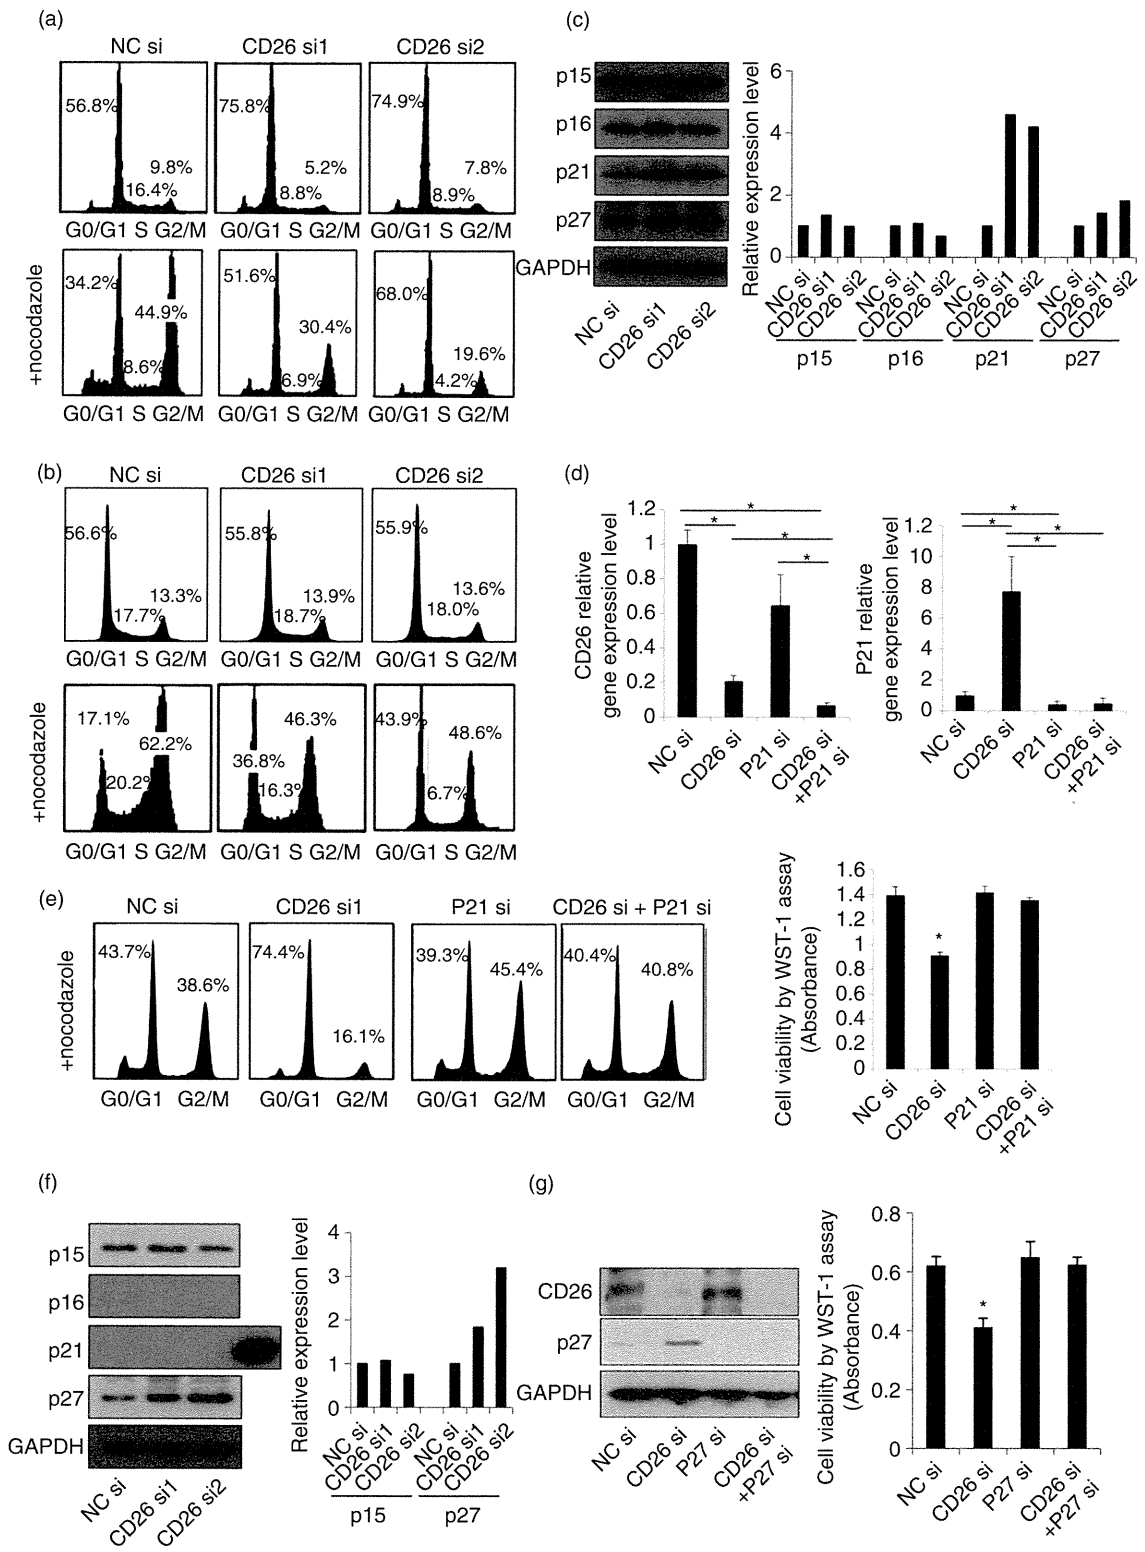 (a)
NC si
CD26 si1
CD26 si2
56.8%
16.4%
9.8%
75.8%
8.8%
5.2%
74.9%
8.9%
7.8%
G0/G1 S G2/M
G0/G1 S G2/M
G0/G1 S G2/M
+nocodazole
34.2%
8.6%
44.9%
51.6%
6.9%
30.4%
68.0%
4.2%
19.6%
G0/G1 S G2/M
G0/G1 S G2/M
G0/G1 S G2/M
(c)
p15
p16
p21
p27
GAPDH
NC si
CD26 si1
CD26 si2
Relative expression level
6
4
2
0
NC si
CD26 si1
CD26 si2
NC si
CD26 si1
CD26 si2
NC si
CD26 si1
CD26 si2
NC si
CD26 si1
CD26 si2
p15
p16
p21
p27
(b)
NC si
CD26 si1
CD26 si2
56.6%
17.7%
13.3%
55.8%
18.7%
13.9%
55.9%
18.0%
13.6%
G0/G1 S G2/M
G0/G1 S G2/M
G0/G1 S G2/M
+nocodazole
17.1%
20.2%
62.2%
36.8%
16.3%
46.3%
43.9%
6.7%
48.6%
G0/G1 S G2/M
G0/G1 S G2/M
G0/G1 S G2/M
(d)
CD26 relative
gene expression level
1.2
1
0.8
0.6
0.4
0.2
0
*
*
*
*
NC si
CD26 si
P21 si
CD26 si
+P21 si
P21 relative
gene expression level
12
10
8
6
4
2
0
*
*
*
*
NC si
CD26 si
P21 si
CD26 si
+P21 si
(e)
NC si
CD26 si1
P21 si
CD26 si + P21 si
+nocodazole
43.7%
38.6%
74.4%
16.1%
39.3%
45.4%
40.4%
40.8%
G0/G1 G2/M
G0/G1 G2/M
G0/G1 G2/M
G0/G1 G2/M
Cell viability by WST-1 assay
(Absorbance)
1.6
1.4
1.2
1
0.8
0.6
0.4
0.2
0
*
NC si
CD26 si
P21 si
CD26 si
+P21 si
(f)
p15
p16
p21
p27
GAPDH
NC si
CD26 si1
CD26 si2
Relative expression level
4
3
2
1
0
NC si
CD26 si1
CD26 si2
NC si
CD26 si1
CD26 si2
p15
p27
(g)
CD26
p27
GAPDH
NC si
CD26 si
P27 si
CD26 si
+P27 si
Cell viability by WST-1 assay
(Absorbance)
0.8
0.6
0.4
0.2
0
*
NC si
CD26 si
P27 si
CD26 si
+P27 si